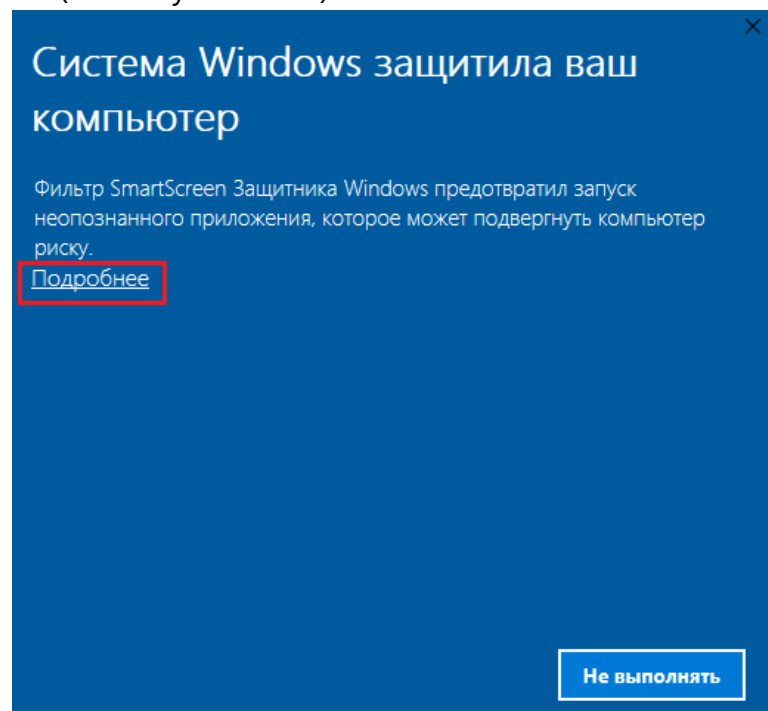 Система Windows защитила ваш
компьютер
Фильтр SmartScreen Защитника Windows предотвратил запуск
неопознанного приложения, которое может подвергнуть компьютер
риску.
Подробнее
Не выполнять